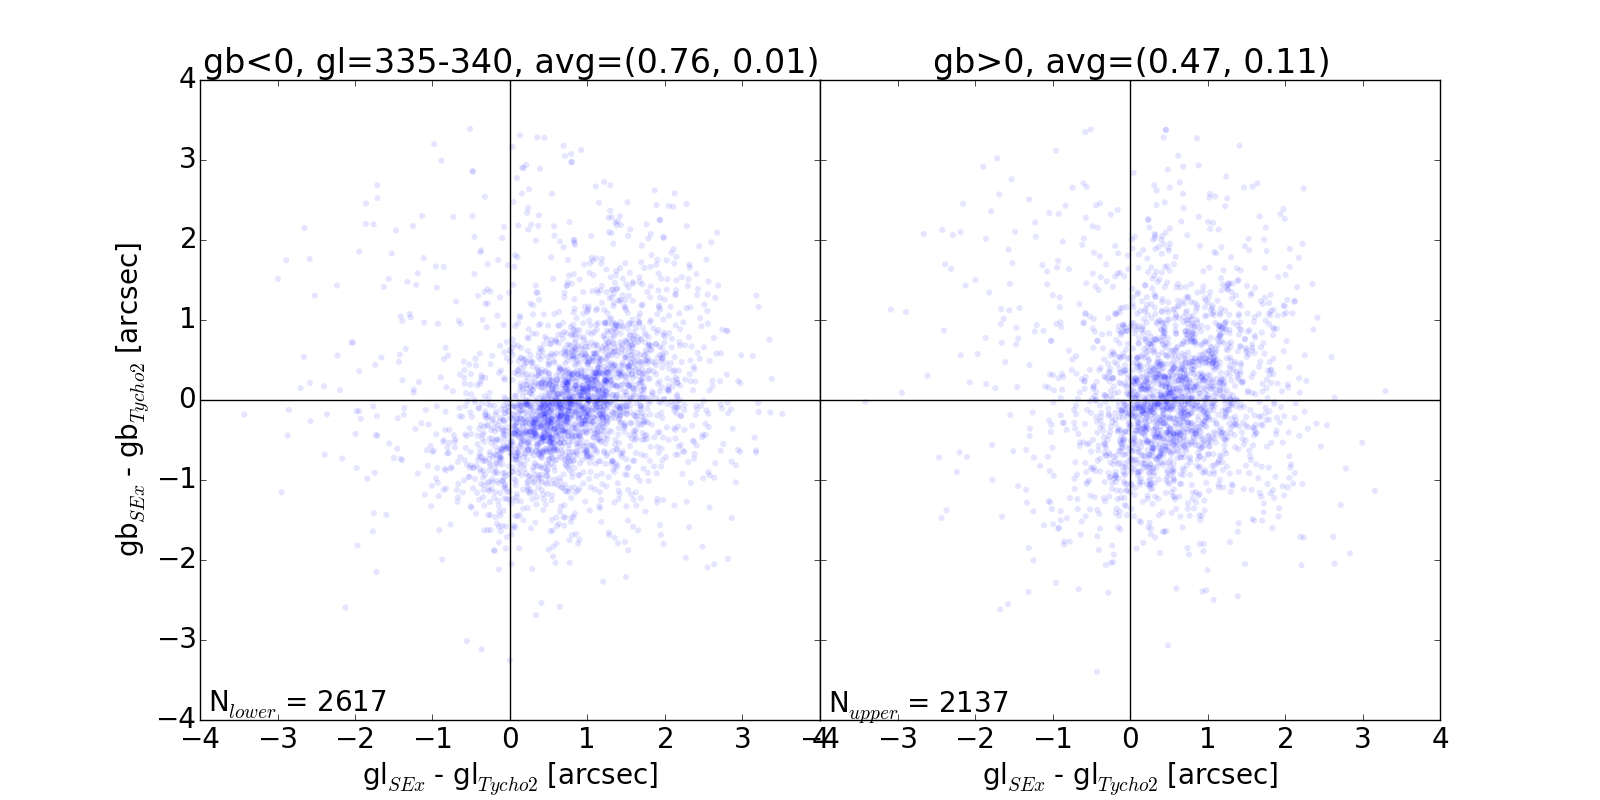 gb<0, gl=335-340, avg=(0.76, 0.01)
gb>0, avg=(0.47, 0.11)
4
3
2
1
0
−1
−2
−3
−4
gb_SEx - gb_Tycho2 [arcsec]
N_lower = 2617
N_upper = 2137
−4 −3 −2 −1 0 1 2 3 4
−4 −3 −2 −1 0 1 2 3 4
gl_SEx - gl_Tycho2 [arcsec]
gl_SEx - gl_Tycho2 [arcsec]